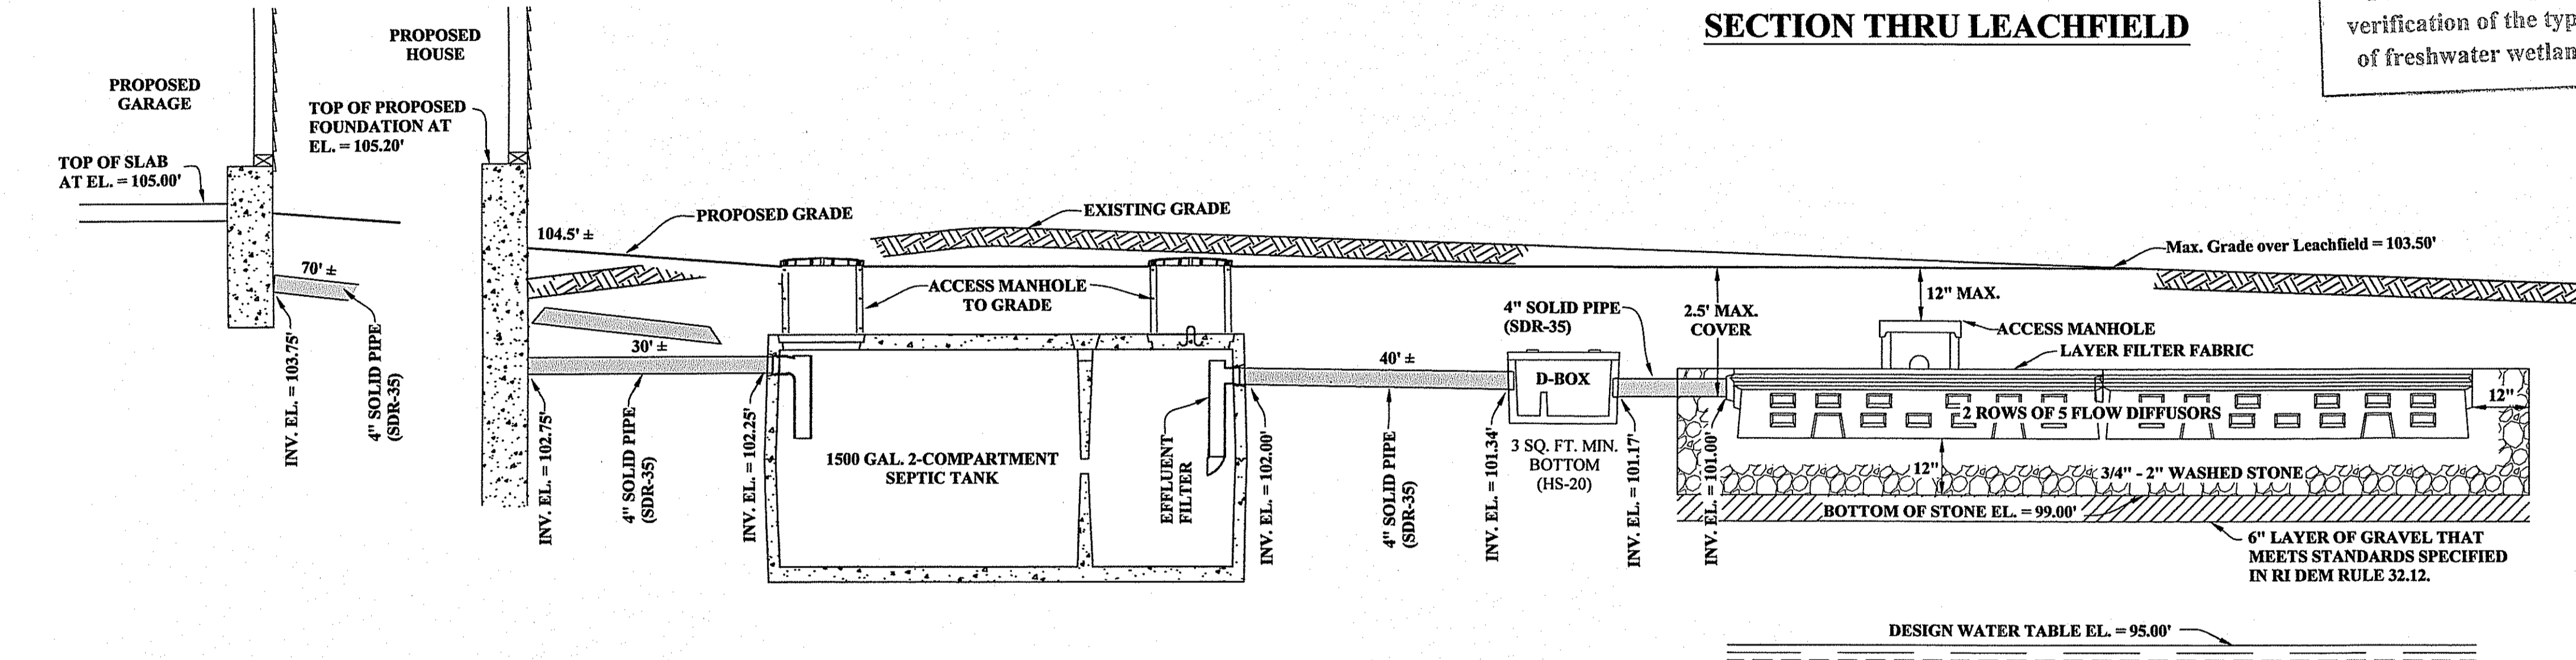 SECTION THRU LEACHFIELD
verification of the typ
of freshwater wetlan
PROPOSED
GARAGE
PROPOSED
HOUSE
TOP OF PROPOSED
FOUNDATION AT
EL. = 105.20'
TOP OF SLAB
AT EL. = 105.00'
70' ±
INV. EL. = 103.75'
4" SOLID PIPE
(SDR-35)
104.5' ±
PROPOSED GRADE
EXISTING GRADE
Max. Grade over Leachfield = 103.50'
ACCESS MANHOLE
TO GRADE
30' ±
INV. EL. = 102.75'
4" SOLID PIPE
(SDR-35)
INV. EL. = 102.25'
1500 GAL. 2-COMPARTMENT
SEPTIC TANK
EFFLUENT
FILTER
INV. EL. = 102.00'
40' ±
4" SOLID PIPE
(SDR-35)
INV. EL. = 101.34'
4" SOLID PIPE
(SDR-35)
D-BOX
3 SQ. FT. MIN.
BOTTOM
(HS-20)
INV. EL. = 101.17'
INV. EL. = 101.00'
2.5' MAX.
COVER
12" MAX.
ACCESS MANHOLE
LAYER FILTER FABRIC
2 ROWS OF 5 FLOW DIFFUSORS
12"
12"
3/4" - 2" WASHED STONE
BOTTOM OF STONE EL. = 99.00'
6" LAYER OF GRAVEL THAT
MEETS STANDARDS SPECIFIED
IN RI DEM RULE 32.12.
DESIGN WATER TABLE EL. = 95.00'